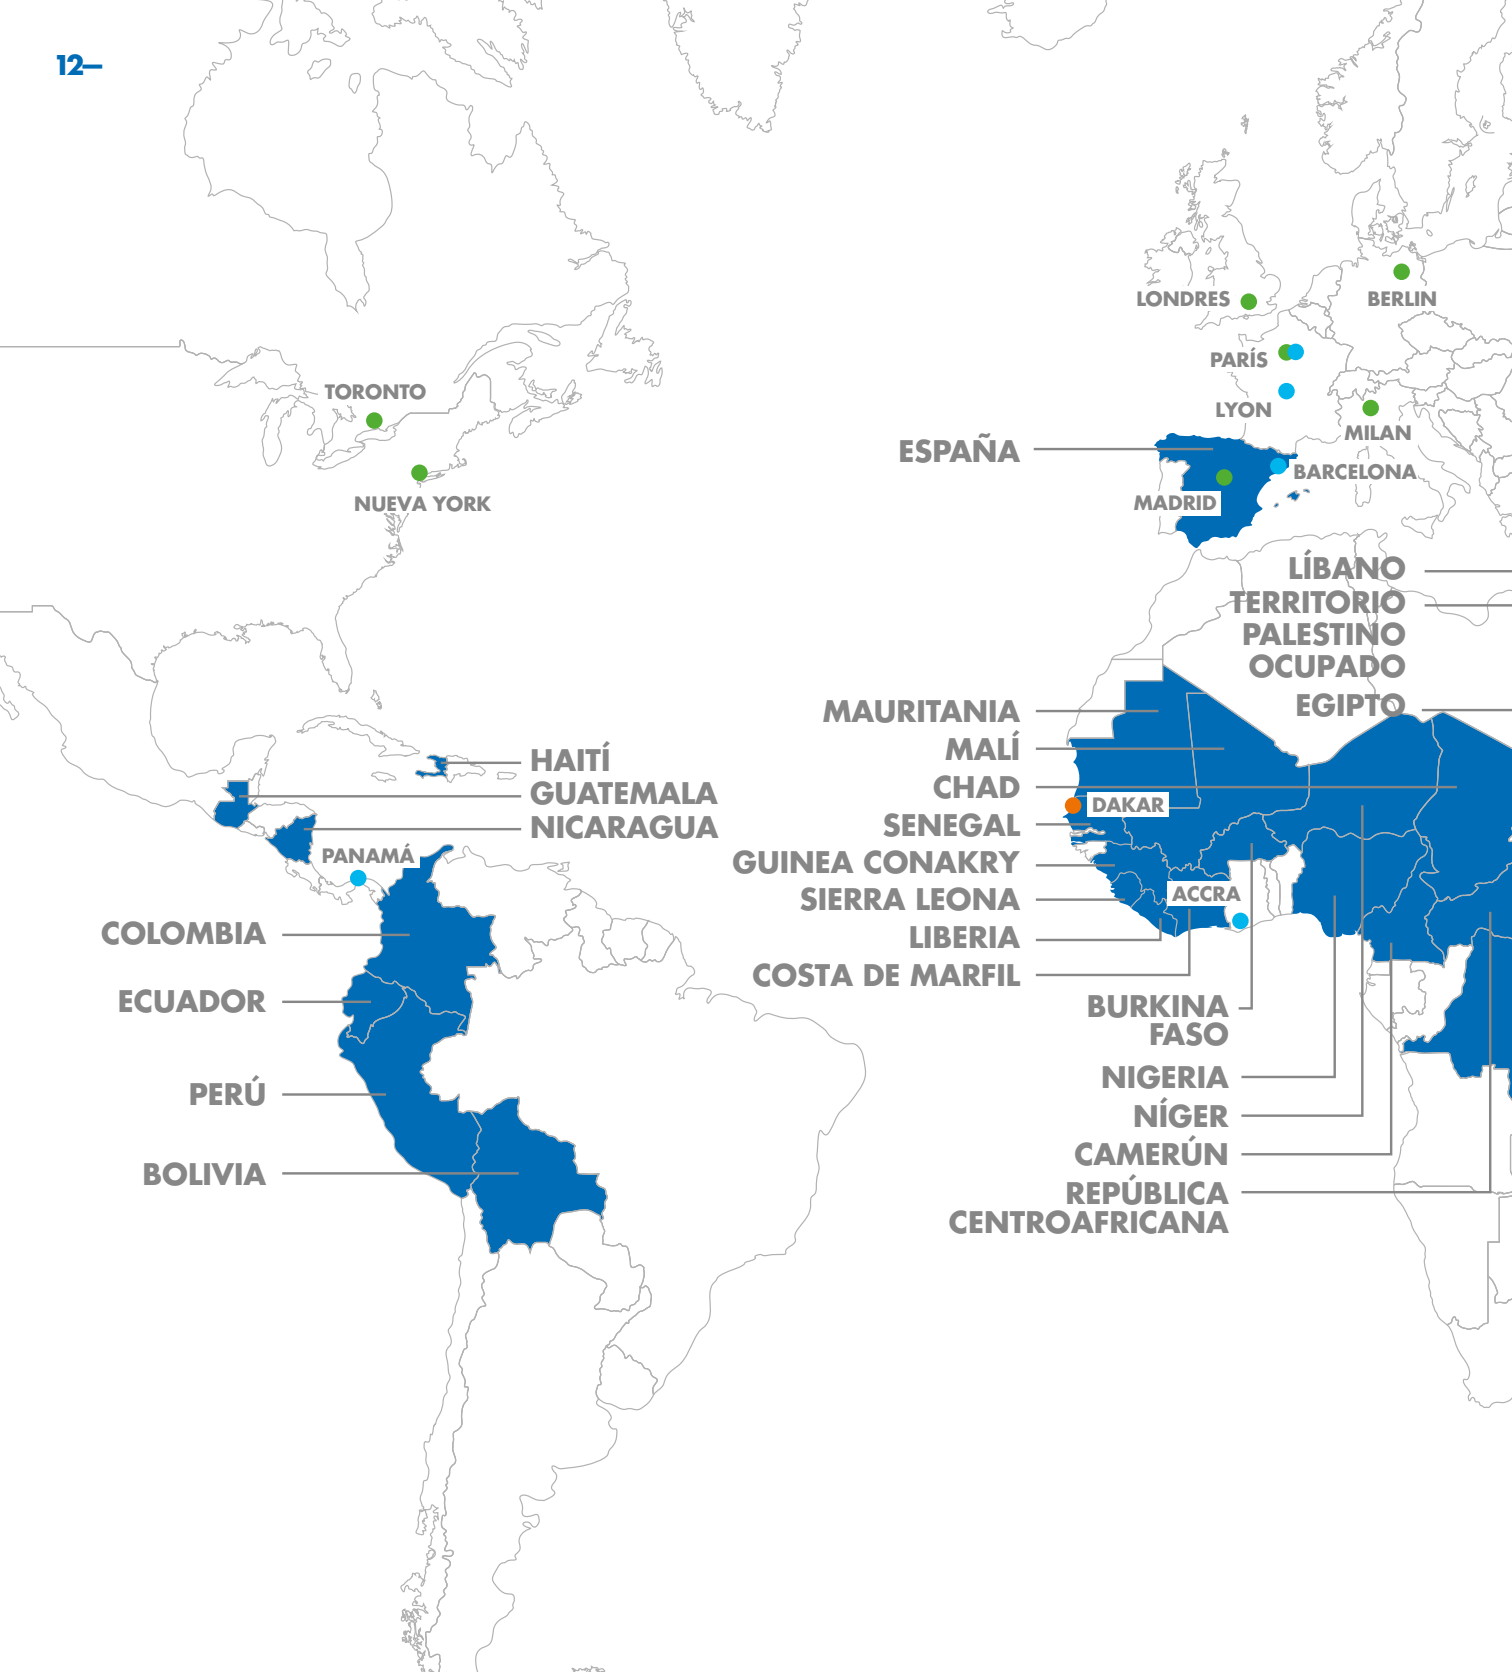 12—
LONDRES
BERLIN
PARÍS
LYON
MILAN
TORONTO
NUEVA YORK
ESPAÑA
BARCELONA
MADRID
LÍBANO
TERRITORIO
PALESTINO
OCUPADO
EGIPTO
MAURITANIA
MALÍ
CHAD
DAKAR
SENEGAL
GUINEA CONAKRY
ACCRA
SIERRA LEONA
LIBERIA
COSTA DE MARFIL
HAITÍ
GUATEMALA
NICARAGUA
PANAMÁ
COLOMBIA
ECUADOR
PERÚ
BOLIVIA
BURKINA
FASO
NIGERIA
NÍGER
CAMERÚN
REPÚBLICA
CENTROAFRICANA